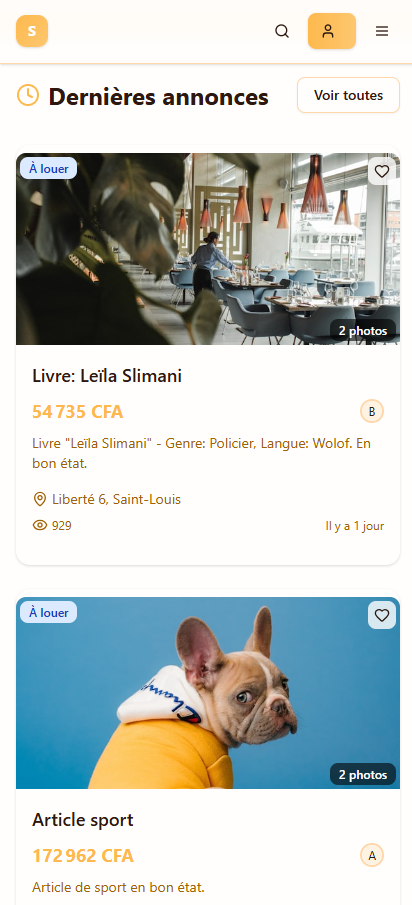 S
Dernières annonces
Voir toutes
À louer
2 photos
Livre: Leïla Slimani
54 735 CFA
B
Livre "Leïla Slimani" - Genre: Policier, Langue: Wolof. En
bon état.
Liberté 6, Saint-Louis
929
Il y a 1 jour
À louer
Champion
2 photos
Article sport
172 962 CFA
A
Article de sport en bon état.